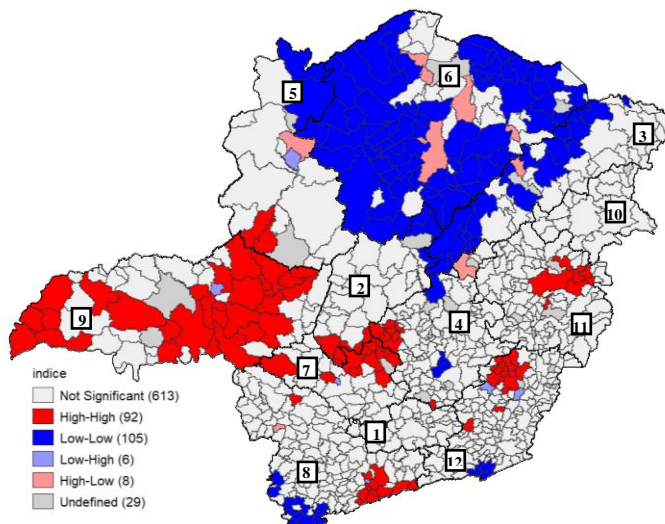 6
5
3
10
2
9
4
11
7
indice
Not Significant (613)
High-High (92)
Low-Low (105)
Low-High (6)
High-Low (8)
Undefined (29)
1
8
12